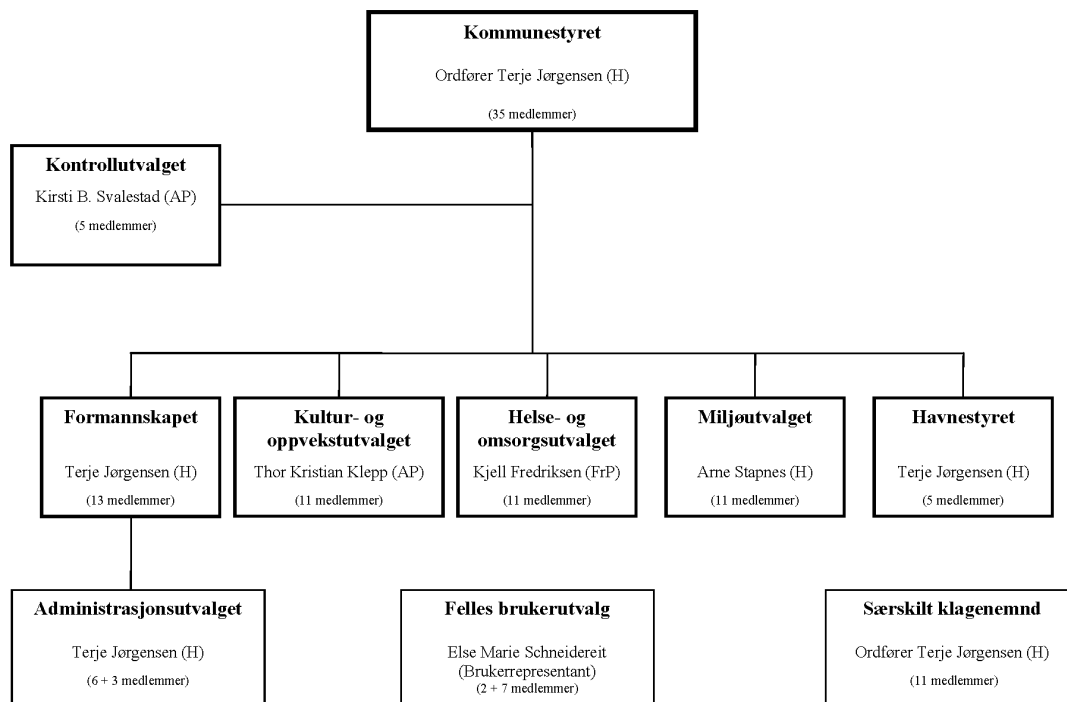 Kommunestyret
Ordfører Terje Jørgensen (H)
(35 medlemmer)
Kontrollutvalget
Kirsti B. Svalestad (AP)
(5 medlemmer)
Formannskapet
Terje Jørgensen (H)
(13 medlemmer)
Kultur- og
oppvekstutvalget
Thor Kristian Klepp (AP)
(11 medlemmer)
Helse- og
omsorgsutvalget
Kjell Fredriksen (FrP)
(11 medlemmer)
Miljøutvalget
Arne Stapnes (H)
(11 medlemmer)
Havnestyret
Terje Jørgensen (H)
(5 medlemmer)
Administrasjonsutvalget
Terje Jørgensen (H)
(6 + 3 medlemmer)
Felles brukerutvalg
Else Marie Schneidereit
(Brukerrepresentant)
(2 + 7 medlemmer)
Særskilt klagenemnd
Ordfører Terje Jørgensen (H)
(11 medlemmer)